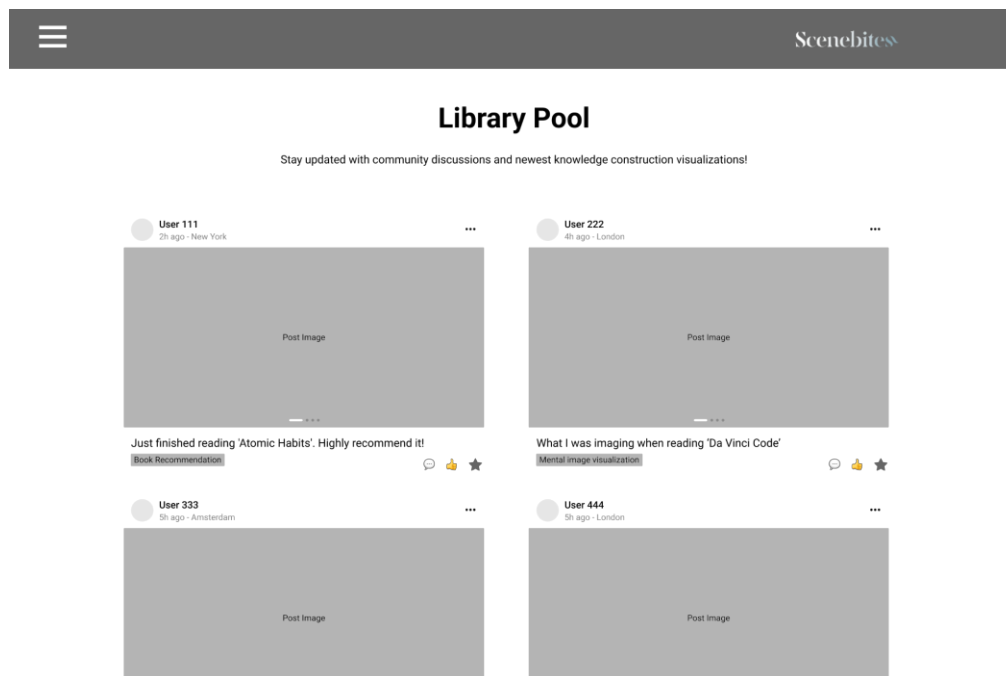 Scenebites
Library Pool
Stay updated with community discussions and newest knowledge construction visualizations!
User 111
2h ago - New York
Post Image
Just finished reading 'Atomic Habits'. Highly recommend it!
Book Recommendation
User 222
4h ago - London
Post Image
What I was imaging when reading 'Da Vinci Code'
Mental image visualization
User 333
5h ago - Amsterdam
Post Image
User 444
5h ago - London
Post Image